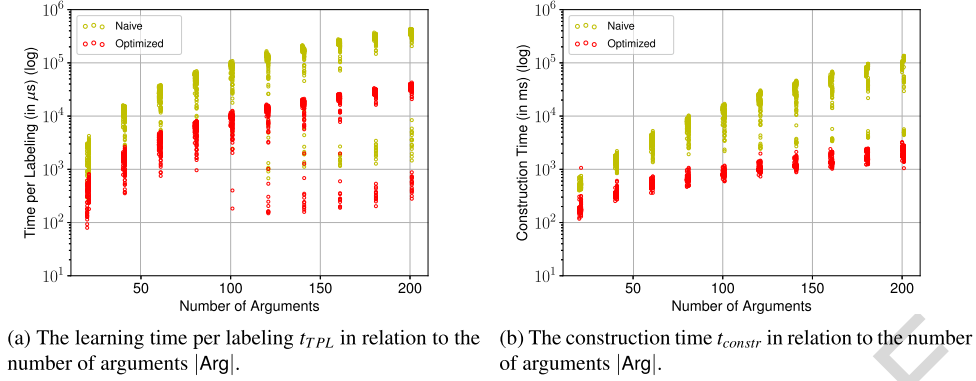 Naive
Optimized
Time per Labeling (in μs) (log)
10^6
10^5
10^4
10^3
10^2
10^1
50
100
150
200
Number of Arguments
(a) The learning time per labeling t_TPL in relation to the
number of arguments |Arg|.
Naive
Optimized
Construction Time (in ms) (log)
10^6
10^5
10^4
10^3
10^2
10^1
50
100
150
200
Number of Arguments
(b) The construction time t_constr in relation to the number
of arguments |Arg|.